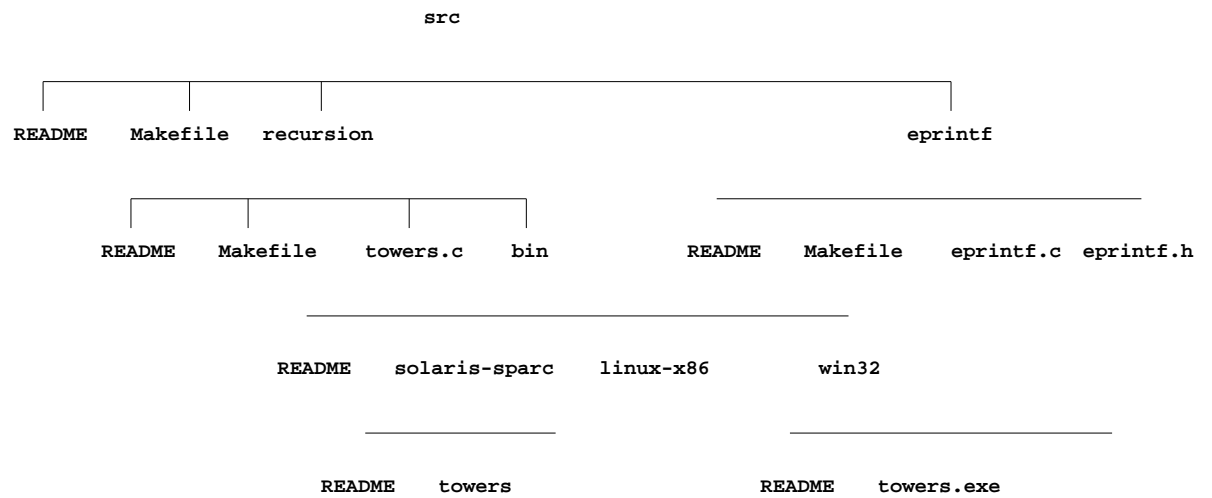 src
README Makefile recursion eprintf
README Makefile towers.c bin README Makefile eprintf.c eprintf.h
README solaris-sparc linux-x86 win32
README towers README towers.exe